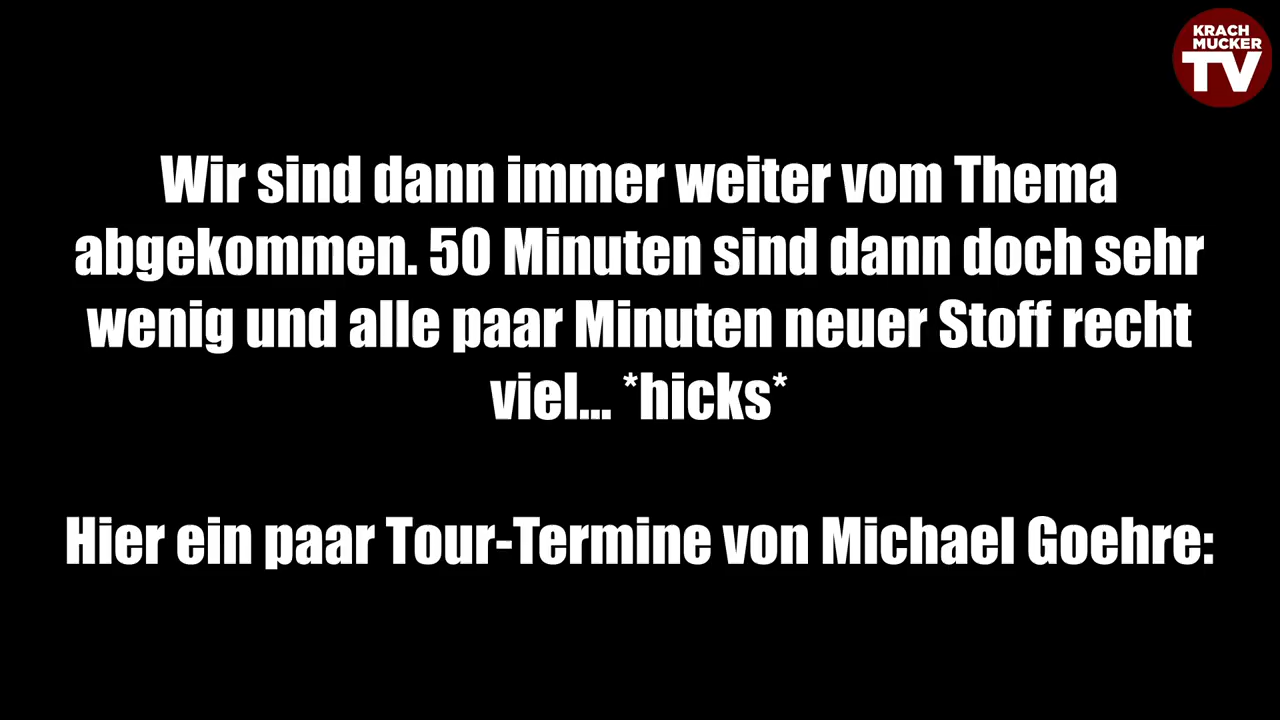 KRACH
MUCKER
TV
Wir sind dann immer weiter vom Thema
abgekommen. 50 Minuten sind dann doch sehr
wenig und alle paar Minuten neuer Stoff recht
viel... *hicks*
Hier ein paar Tour-Termine von Michael Goehre: